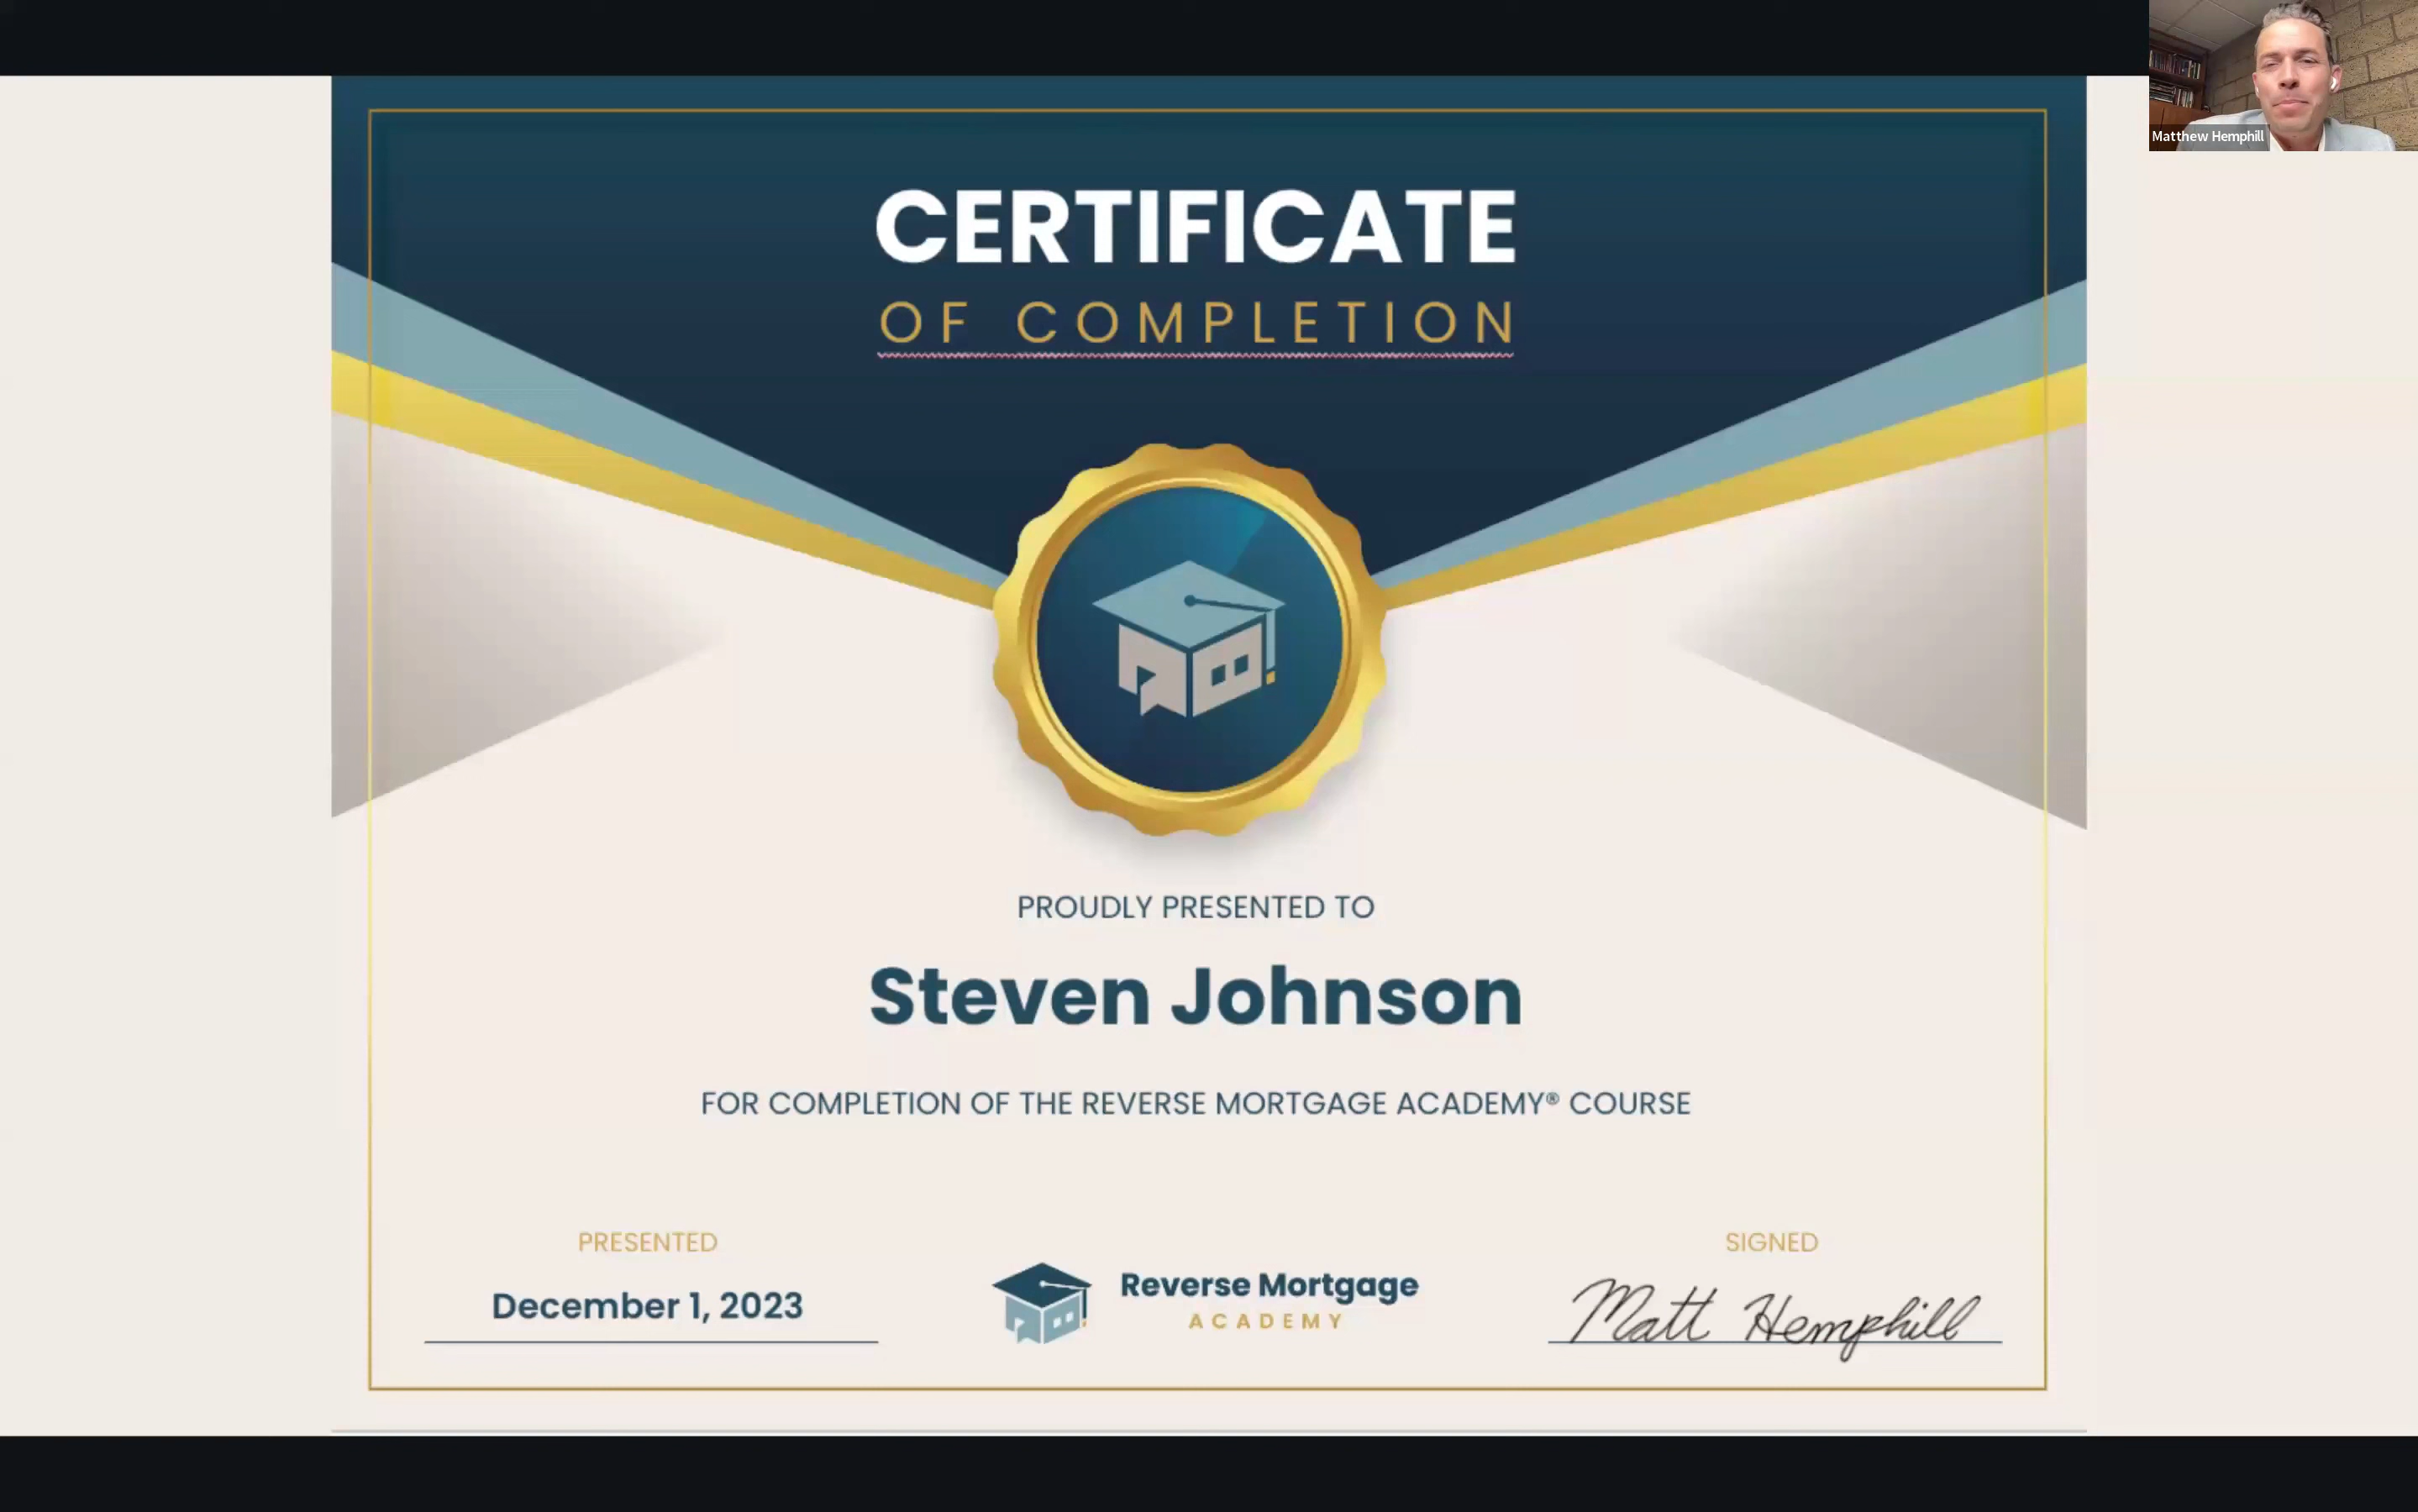 Matthew Hemphill
CERTIFICATE
OF COMPLETION
PROUDLY PRESENTED TO
Steven Johnson
FOR COMPLETION OF THE REVERSE MORTGAGE ACADEMY® COURSE
PRESENTED
December 1, 2023
Reverse Mortgage
ACADEMY
SIGNED
Matt Hemphill